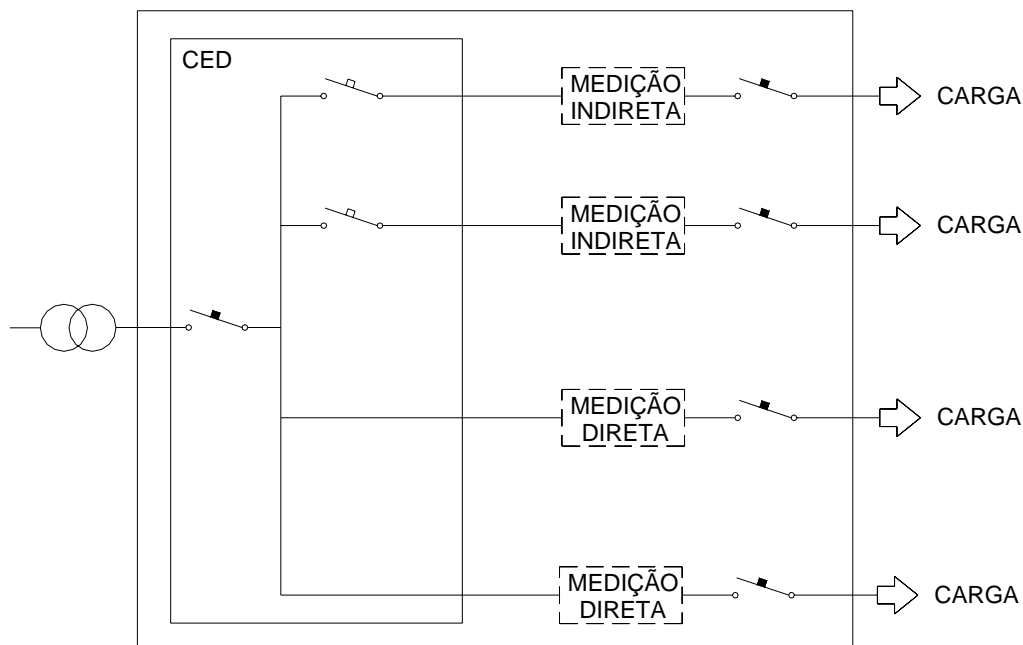 CED
MEDIÇÃO
INDIRETA
CARGA
MEDIÇÃO
INDIRETA
CARGA
MEDIÇÃO
DIRETA
CARGA
MEDIÇÃO
DIRETA
CARGA